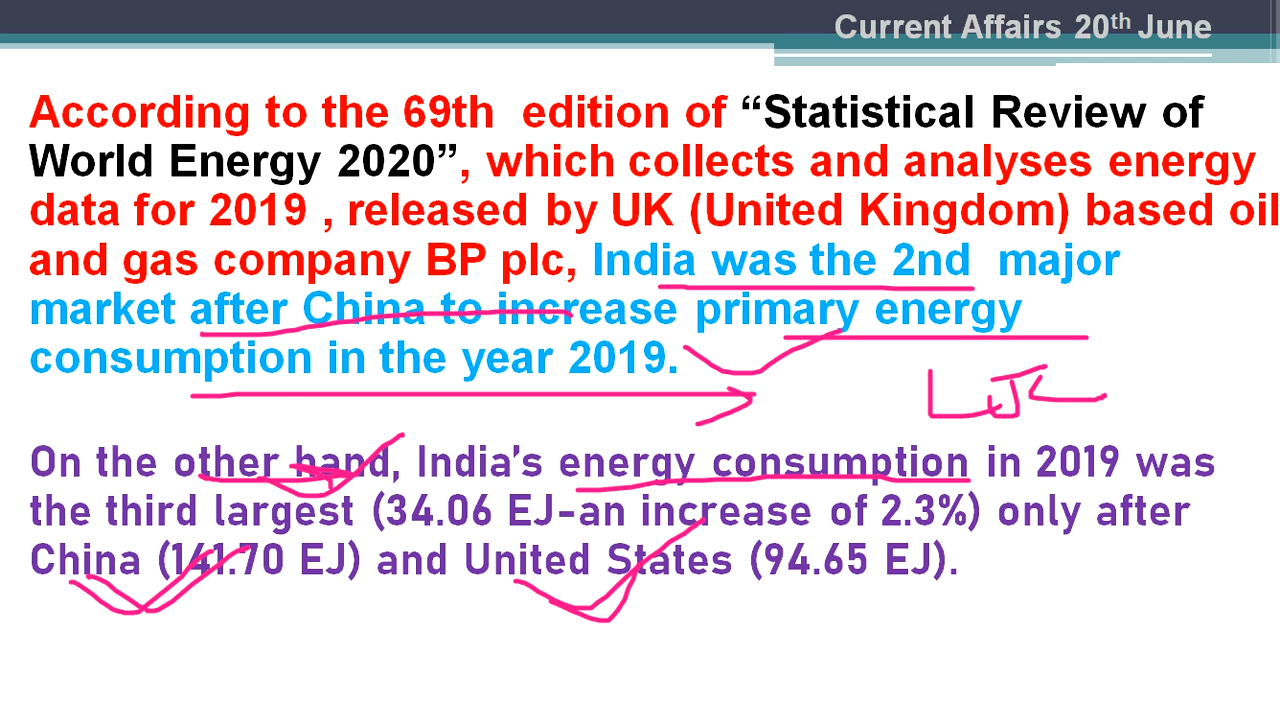 Current Affairs 20th June
According to the 69th edition of “Statistical Review of
World Energy 2020”, which collects and analyses energy
data for 2019 , released by UK (United Kingdom) based oil
and gas company BP plc, India was the 2nd major
market after China to increase primary energy
consumption in the year 2019.
On the other hand, India’s energy consumption in 2019 was
the third largest (34.06 EJ-an increase of 2.3%) only after
China (141.70 EJ) and United States (94.65 EJ).